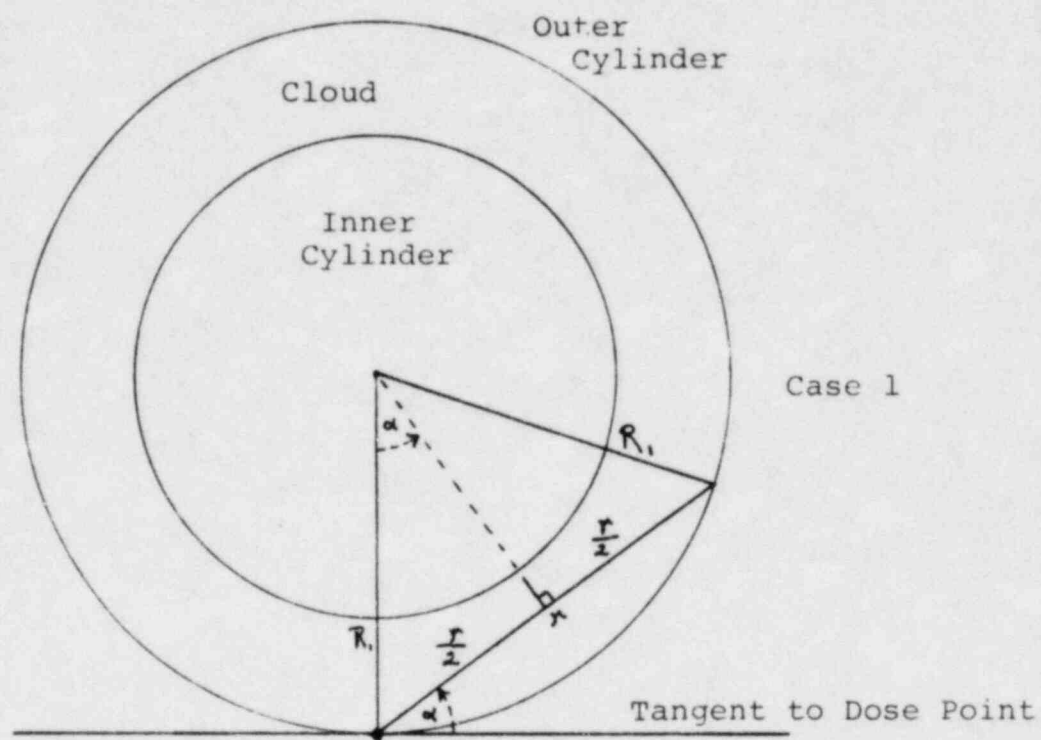 Outer
Cylinder
Cloud
Inner
Cylinder
Case 1
α
R₁
r/2
R₁
r/2
r
α
Tangent to Dose Point